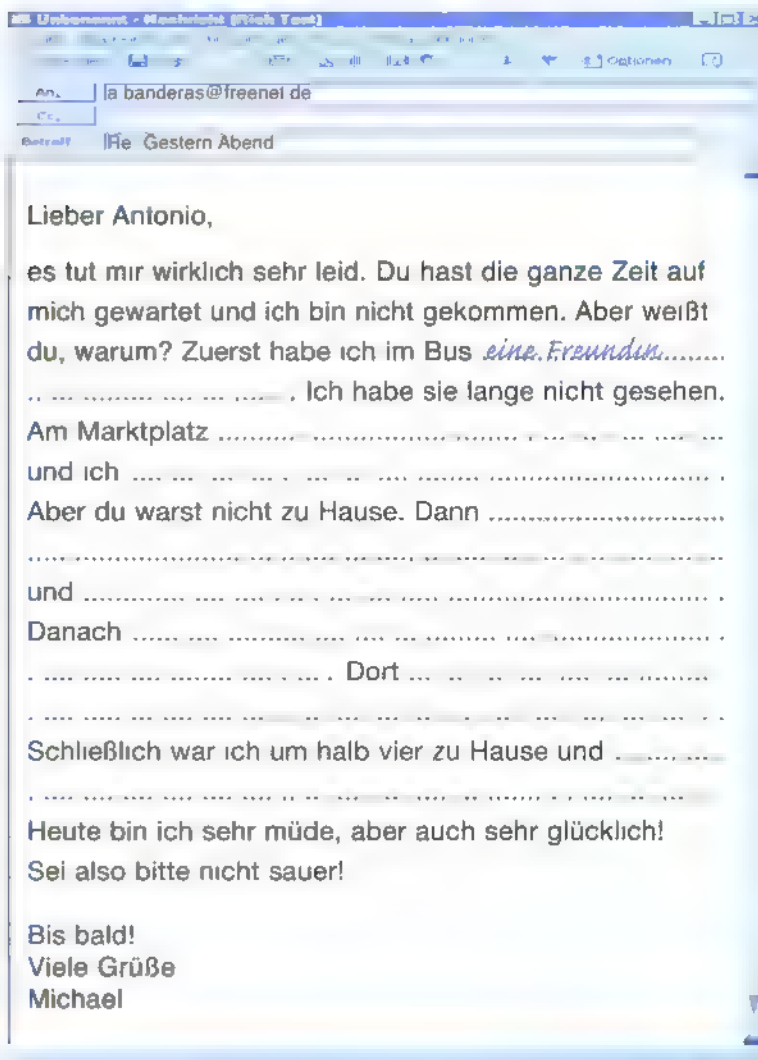 Unbenannt - Nachricht (Rich Text)
Optionen
An...
a banderas@freenet de
Cc...
Betreff
Re Gestern Abend
Lieber Antonio,
es tut mir wirklich sehr leid. Du hast die ganze Zeit auf
mich gewartet und ich bin nicht gekommen. Aber weißt
du, warum? Zuerst habe ich im Bus eine Freundin
. Ich habe sie lange nicht gesehen.
Am Marktplatz
und ich .
Aber du warst nicht zu Hause. Dann
und .
Danach .
. Dort
.
Schließlich war ich um halb vier zu Hause und
Heute bin ich sehr müde, aber auch sehr glücklich!
Sei also bitte nicht sauer!
Bis bald!
Viele Grüße
Michael